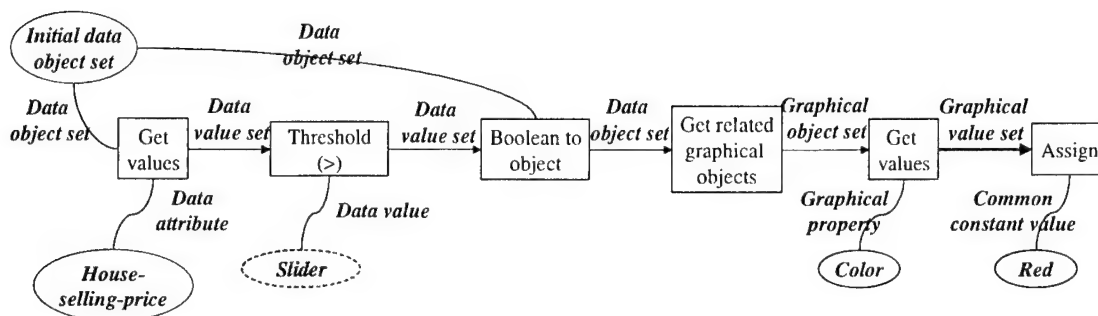 Initial data
object set
Data
object set
Data
object set
Get
values
Data
value set
Threshold
(>)
Data
value set
Boolean to
object
Data
object set
Get related
graphical
objects
Graphical
object set
Get
values
Graphical
value set
Assign
Data
attribute
Data value
Graphical
property
Common
constant value
House-
selling-price
Slider
Color
Red